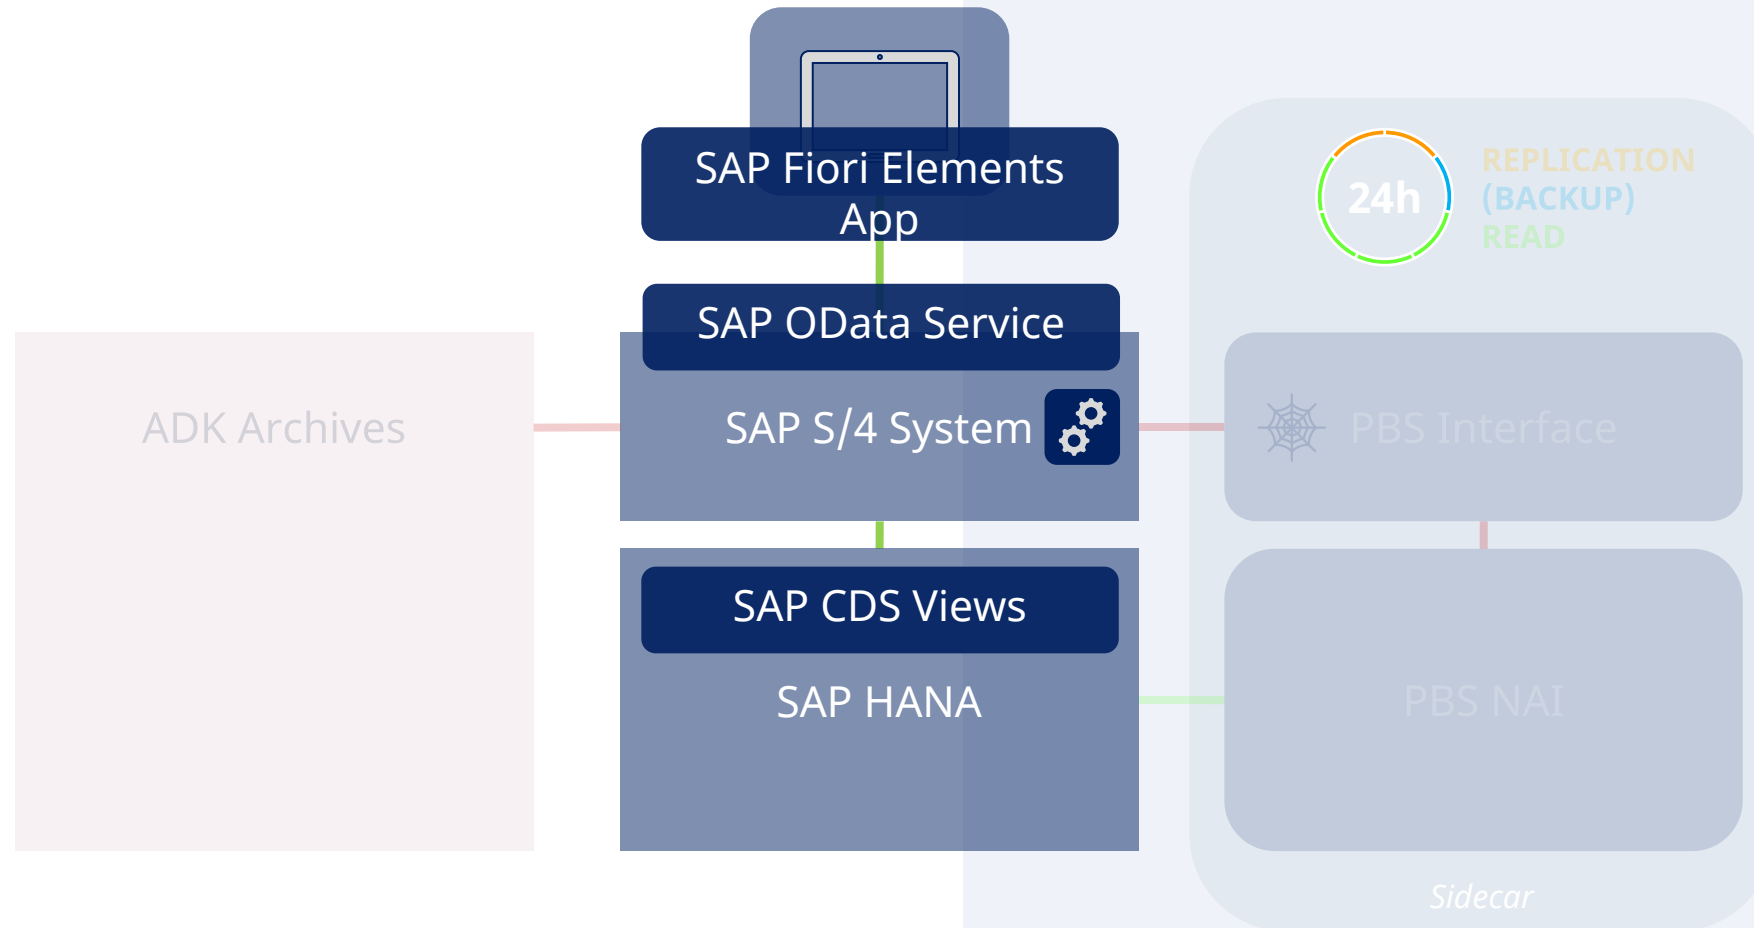 SAP Fiori Elements
App
24h
REPLICATION
(BACKUP)
READ
SAP OData Service
ADK Archives
SAP S/4 System
PBS Interface
SAP CDS Views
SAP HANA
PBS NAI
Sidecar